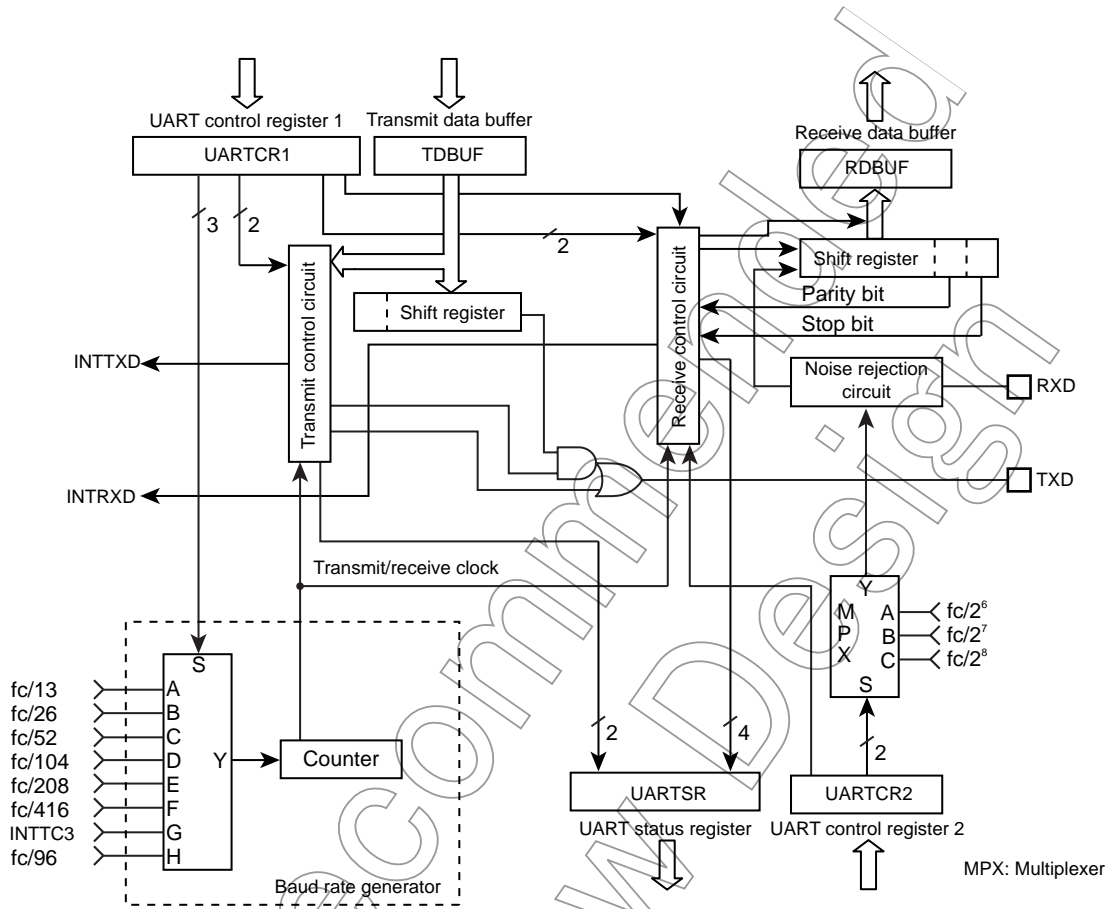 UART control register 1
UARTCR1
Transmit data buffer
TDBUF
Receive data buffer
RDBUF
3
2
2
Transmit control circuit
Shift register
Receive control circuit
Shift register
Parity bit
Stop bit
Noise rejection
circuit
RXD
TXD
INTTXD
INTRXD
Transmit/receive clock
S
fc/13
A
fc/26
B
fc/52
C
fc/104
D
Y
fc/208
E
fc/416
F
INTTC3
G
fc/96
H
Counter
Baud rate generator
2
4
UARTSR
UART status register
Y
M
P
X
A
B
C
S
fc/2⁶
fc/2⁷
fc/2⁸
2
UARTCR2
UART control register 2
MPX: Multiplexer
ecommended
w Design